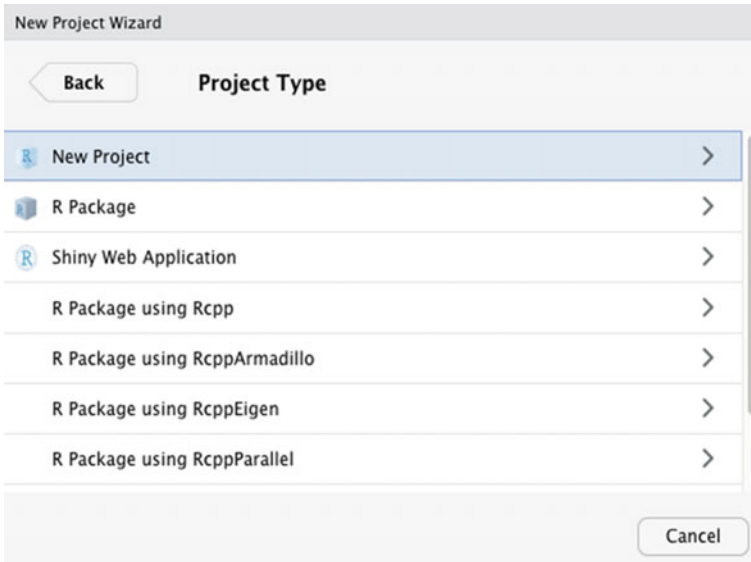 New Project Wizard
Back
Project Type
R New Project
R R Package
R Shiny Web Application
R Package using Rcpp
R Package using RcppArmadillo
R Package using RcppEigen
R Package using RcppParallel
Cancel